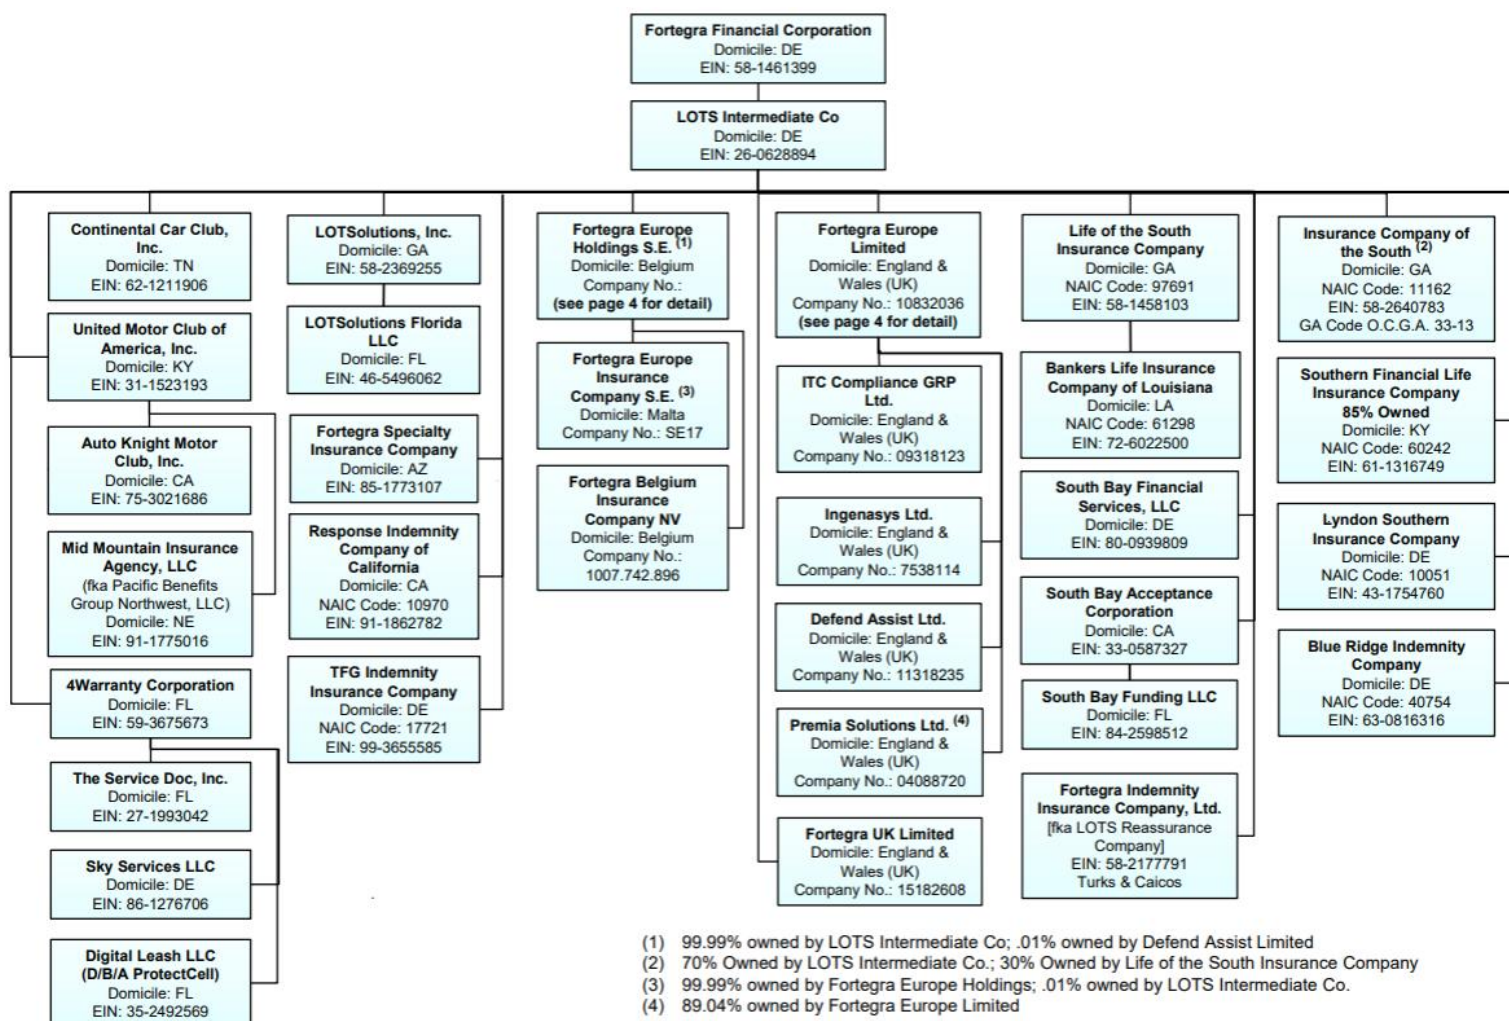 Fortegra Financial Corporation
Domicile: DE
EIN: 58-1461399
LOTS Intermediate Co
Domicile: DE
EIN: 26-0628894
Continental Car Club,
Inc.
Domicile: TN
EIN: 62-1211906
United Motor Club of
America, Inc.
Domicile: KY
EIN: 31-1523193
Auto Knight Motor
Club, Inc.
Domicile: CA
EIN: 75-3021686
Mid Mountain Insurance
Agency, LLC
(fka Pacific Benefits
Group Northwest, LLC)
Domicile: NE
EIN: 91-1775016
4Warranty Corporation
Domicile: FL
EIN: 59-3675673
The Service Doc, Inc.
Domicile: FL
EIN: 27-1993042
Sky Services LLC
Domicile: DE
EIN: 86-1276706
Digital Leash LLC
(D/B/A ProtectCell)
Domicile: FL
EIN: 35-2492569
LOTSolutions, Inc.
Domicile: GA
EIN: 58-2369255
LOTSolutions Florida
LLC
Domicile: FL
EIN: 46-5496062
Fortegra Specialty
Insurance Company
Domicile: AZ
EIN: 85-1773107
Response Indemnity
Company of
California
Domicile: CA
NAIC Code: 10970
EIN: 91-1862782
TFG Indemnity
Insurance Company
Domicile: DE
NAIC Code: 17721
EIN: 99-3655585
Fortegra Europe
Holdings S.E. (1)
Domicile: Belgium
Company No.:
(see page 4 for detail)
Fortegra Europe
Insurance
Company S.E. (3)
Domicile: Malta
Company No.: SE17
Fortegra Belgium
Insurance
Company NV
Domicile: Belgium
Company No.:
1007.742.896
Fortegra Europe
Limited
Domicile: England &
Wales (UK)
Company No.: 10832036
(see page 4 for detail)
ITC Compliance GRP
Ltd.
Domicile: England &
Wales (UK)
Company No.: 09318123
Ingenasys Ltd.
Domicile: England &
Wales (UK)
Company No.: 7538114
Defend Assist Ltd.
Domicile: England &
Wales (UK)
Company No.: 11318235
Premia Solutions Ltd. (4)
Domicile: England &
Wales (UK)
Company No.: 04088720
Fortegra UK Limited
Domicile: England &
Wales (UK)
Company No.: 15182608
Life of the South
Insurance Company
Domicile: GA
NAIC Code: 97691
EIN: 58-1458103
Bankers Life Insurance
Company of Louisiana
Domicile: LA
NAIC Code: 61298
EIN: 72-6022500
South Bay Financial
Services, LLC
Domicile: DE
EIN: 80-0939809
South Bay Acceptance
Corporation
Domicile: CA
EIN: 33-0587327
South Bay Funding LLC
Domicile: FL
EIN: 84-2598512
Fortegra Indemnity
Insurance Company, Ltd.
[fka LOTS Reassurance
Company]
EIN: 58-2177791
Turks & Caicos
Insurance Company of
the South (2)
Domicile: GA
NAIC Code: 11162
EIN: 58-2640783
GA Code O.C.G.A. 33-13
Southern Financial Life
Insurance Company
85% Owned
Domicile: KY
NAIC Code: 60242
EIN: 61-1316749
Lyndon Southern
Insurance Company
Domicile: DE
NAIC Code: 10051
EIN: 43-1754760
Blue Ridge Indemnity
Company
Domicile: DE
NAIC Code: 40754
EIN: 63-0816316
(1) 99.99% owned by LOTS Intermediate Co; .01% owned by Defend Assist Limited
(2) 70% Owned by LOTS Intermediate Co.; 30% Owned by Life of the South Insurance Company
(3) 99.99% owned by Fortegra Europe Holdings; .01% owned by LOTS Intermediate Co.
(4) 89.04% owned by Fortegra Europe Limited